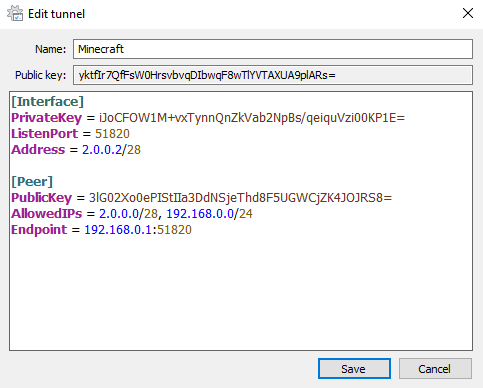 Edit tunnel
Name: Minecraft
Public key: yktfIr7QfFsW0HrsvbvqDIbwqF8wTlYVTAXUA9plARs=
[Interface]
PrivateKey = iJoCFOW1M+vxTynnQnZkVab2NpBs/qeiquVzi00KP1E=
ListenPort = 51820
Address = 2.0.0.2/28
[Peer]
PublicKey = 3lG02Xo0ePIStIIa3DdNSjeThd8F5UGWCjZK4JOJRS8=
AllowedIPs = 2.0.0.0/28, 192.168.0.0/24
Endpoint = 192.168.0.1:51820
Save Cancel